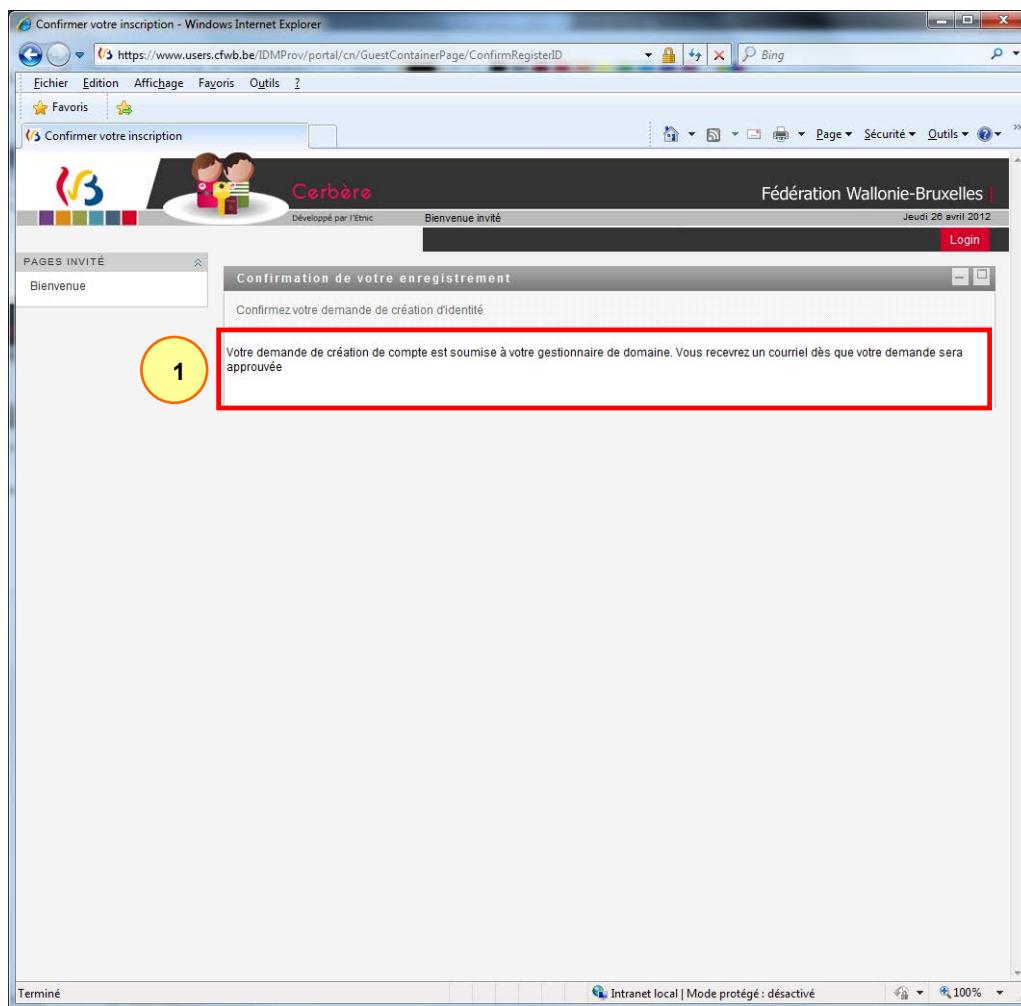 Confirmer votre inscription - Windows Internet Explorer
https://www.users.cfwb.be/IDMProv/portal/cn/GuestContainerPage/ConfirmRegisterID
Bing
Fichier Edition Affichage Favoris Outils ?
Favoris
Confirmer votre inscription
Page Sécurité Outils
Cerbère
Fédération Wallonie-Bruxelles
Développé par l'Etnic
Bienvenue invité
Jeudi 26 avril 2012
Login
PAGES INVITÉ
Bienvenue
Confirmation de votre enregistrement
Confirmez votre demande de création d'identité
1
Votre demande de création de compte est soumise à votre gestionnaire de domaine. Vous recevrez un courriel dès que votre demande sera
approuvée
Terminé
Intranet local | Mode protégé : désactivé
100%